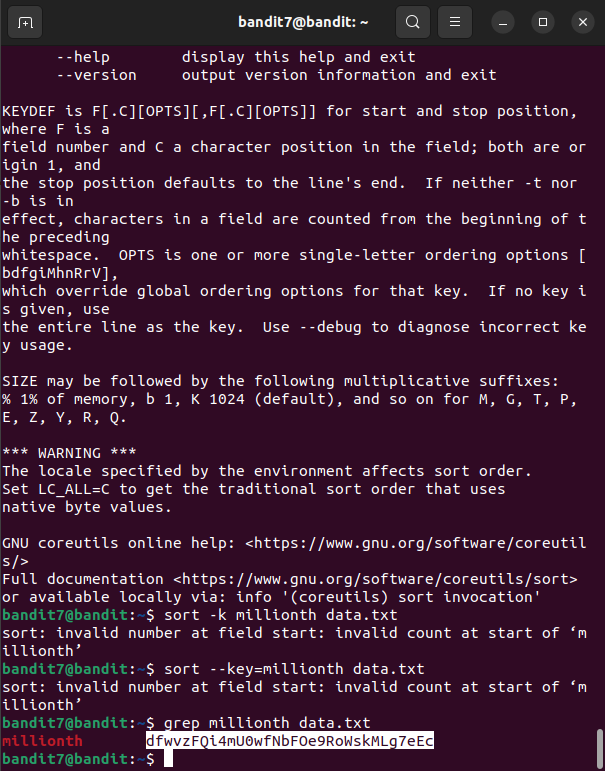 bandit7@bandit: ~
--help        display this help and exit
--version     output version information and exit
KEYDEF is F[.C][OPTS][,F[.C][OPTS]] for start and stop position,
where F is a
field number and C a character position in the field; both are or
igin 1, and
the stop position defaults to the line's end.  If neither -t nor
-b is in
effect, characters in a field are counted from the beginning of t
he preceding
whitespace.  OPTS is one or more single-letter ordering options [
bdfgiMhnRrV],
which override global ordering options for that key.  If no key i
s given, use
the entire line as the key.  Use --debug to diagnose incorrect ke
y usage.
SIZE may be followed by the following multiplicative suffixes:
% 1% of memory, b 1, K 1024 (default), and so on for M, G, T, P,
E, Z, Y, R, Q.
*** WARNING ***
The locale specified by the environment affects sort order.
Set LC_ALL=C to get the traditional sort order that uses
native byte values.
GNU coreutils online help: <https://www.gnu.org/software/coreutil
s/>
Full documentation <https://www.gnu.org/software/coreutils/sort>
or available locally via: info '(coreutils) sort invocation'
bandit7@bandit:~$ sort -k millionth data.txt
sort: invalid number at field start: invalid count at start of ‘m
illionth’
bandit7@bandit:~$ sort --key=millionth data.txt
sort: invalid number at field start: invalid count at start of ‘m
illionth’
bandit7@bandit:~$ grep millionth data.txt
millionth       dfwvzFQi4mU0wfNbFOe9RoWskMLg7eEc
bandit7@bandit:~$